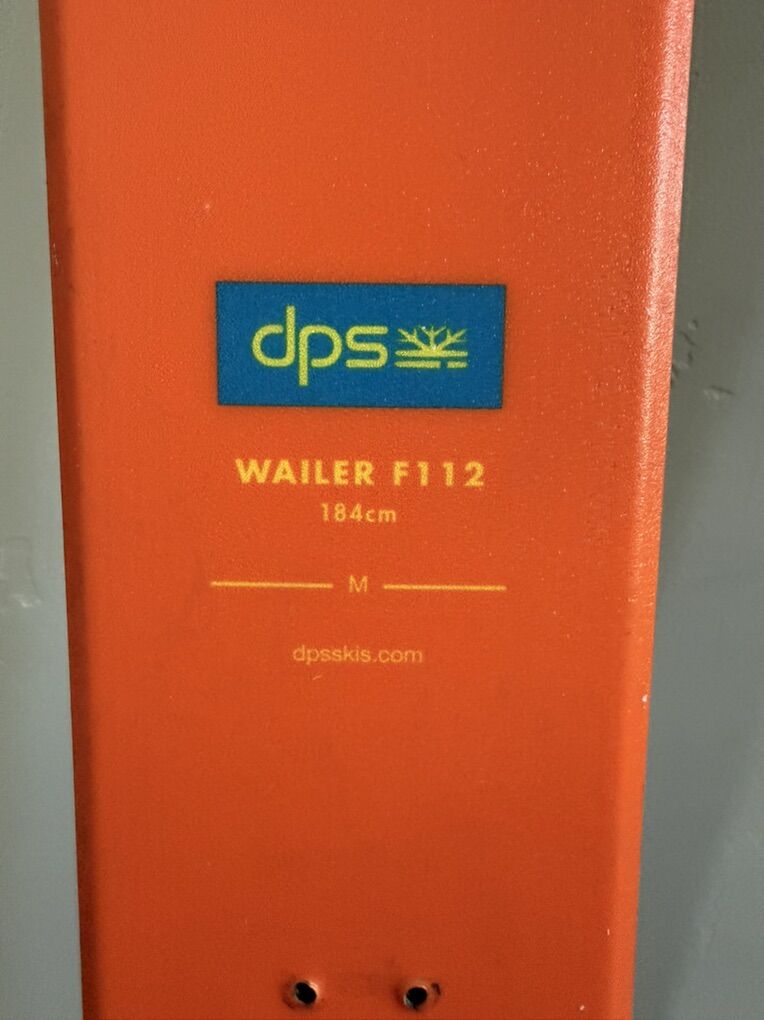 dps
WAILER F112
184cm
M
dpsskis.com